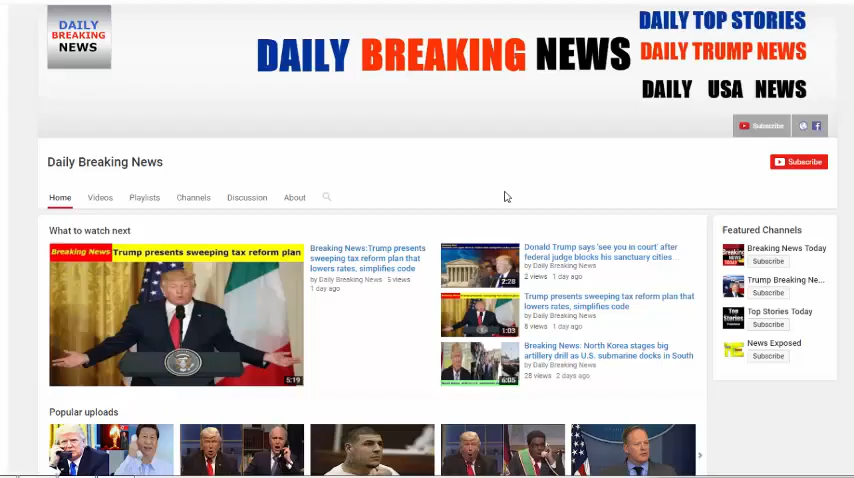 DAILY
BREAKING
NEWS
DAILY BREAKING NEWS
DAILY TOP STORIES
DAILY TRUMP NEWS
DAILY USA NEWS
Subscribe
Daily Breaking News
Subscribe
Home Videos Playlists Channels Discussion About
What to watch next
Breaking News Trump presents sweeping tax reform plan
5:19
Breaking News:Trump presents
sweeping tax reform plan that
lowers rates, simplifies code
by Daily Breaking News 5 views
1 day ago
2:28
Donald Trump says 'see you in court' after
federal judge blocks his sanctuary cities...
by Daily Breaking News
2 views 1 day ago
1:03
Trump presents sweeping tax reform plan that
lowers rates, simplifies code
by Daily Breaking News
6 views 1 day ago
5:05
Breaking News: North Korea stages big
artillery drill as U.S. submarine docks in South
by Daily Breaking News
28 views 2 days ago
Featured Channels
Breaking News Today
Subscribe
Trump Breaking Ne...
Subscribe
Top Stories Today
Subscribe
News Exposed
Subscribe
Popular uploads